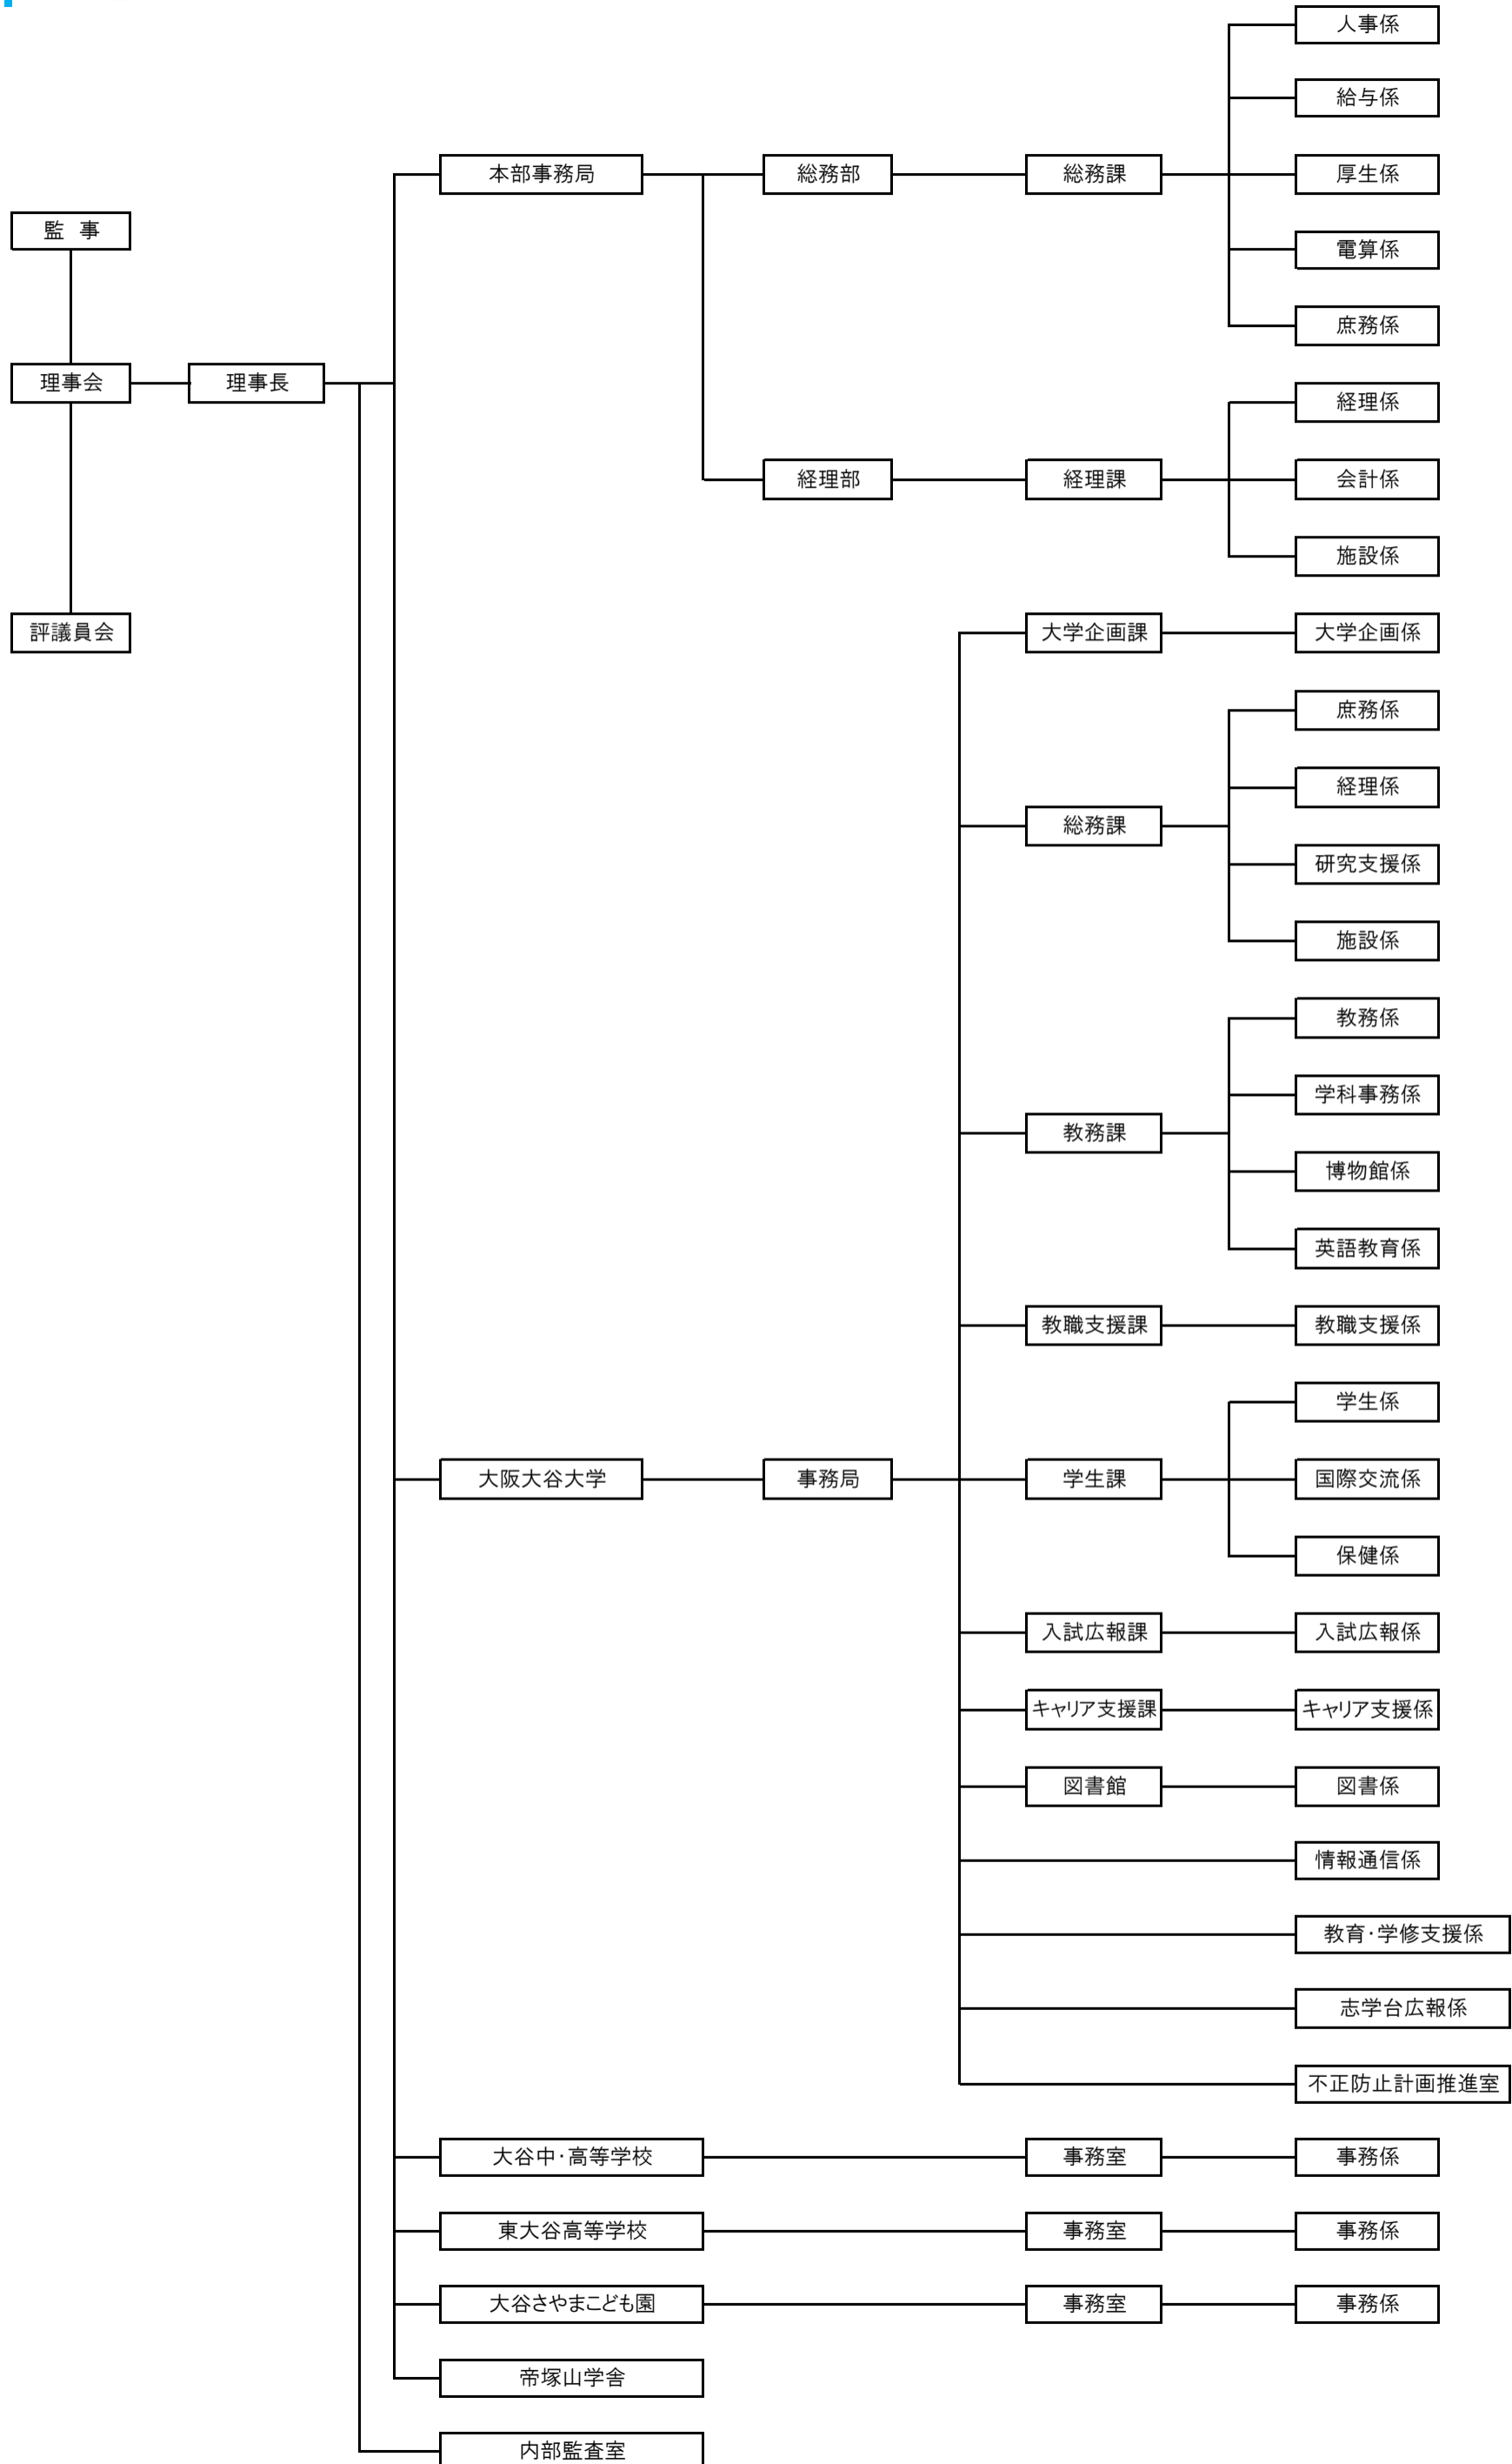 人事係
給与係
本部事務局 総務部 総務課 厚生係
監　事
電算係
庶務係
理事会 理事長
経理係
経理部 経理課 会計係
施設係
評議員会 大学企画課 大学企画係
庶務係
経理係
総務課
研究支援係
施設係
教務係
学科事務係
教務課
博物館係
英語教育係
教職支援課 教職支援係
学生係
大阪大谷大学 事務局 学生課 国際交流係
保健係
入試広報課 入試広報係
キャリア支援課 キャリア支援係
図書館 図書係
情報通信係
教育・学修支援係
志学台広報係
不正防止計画推進室
大谷中・高等学校 事務室 事務係
東大谷高等学校 事務室 事務係
大谷さやまこども園 事務室 事務係
帝塚山学舎
内部監査室